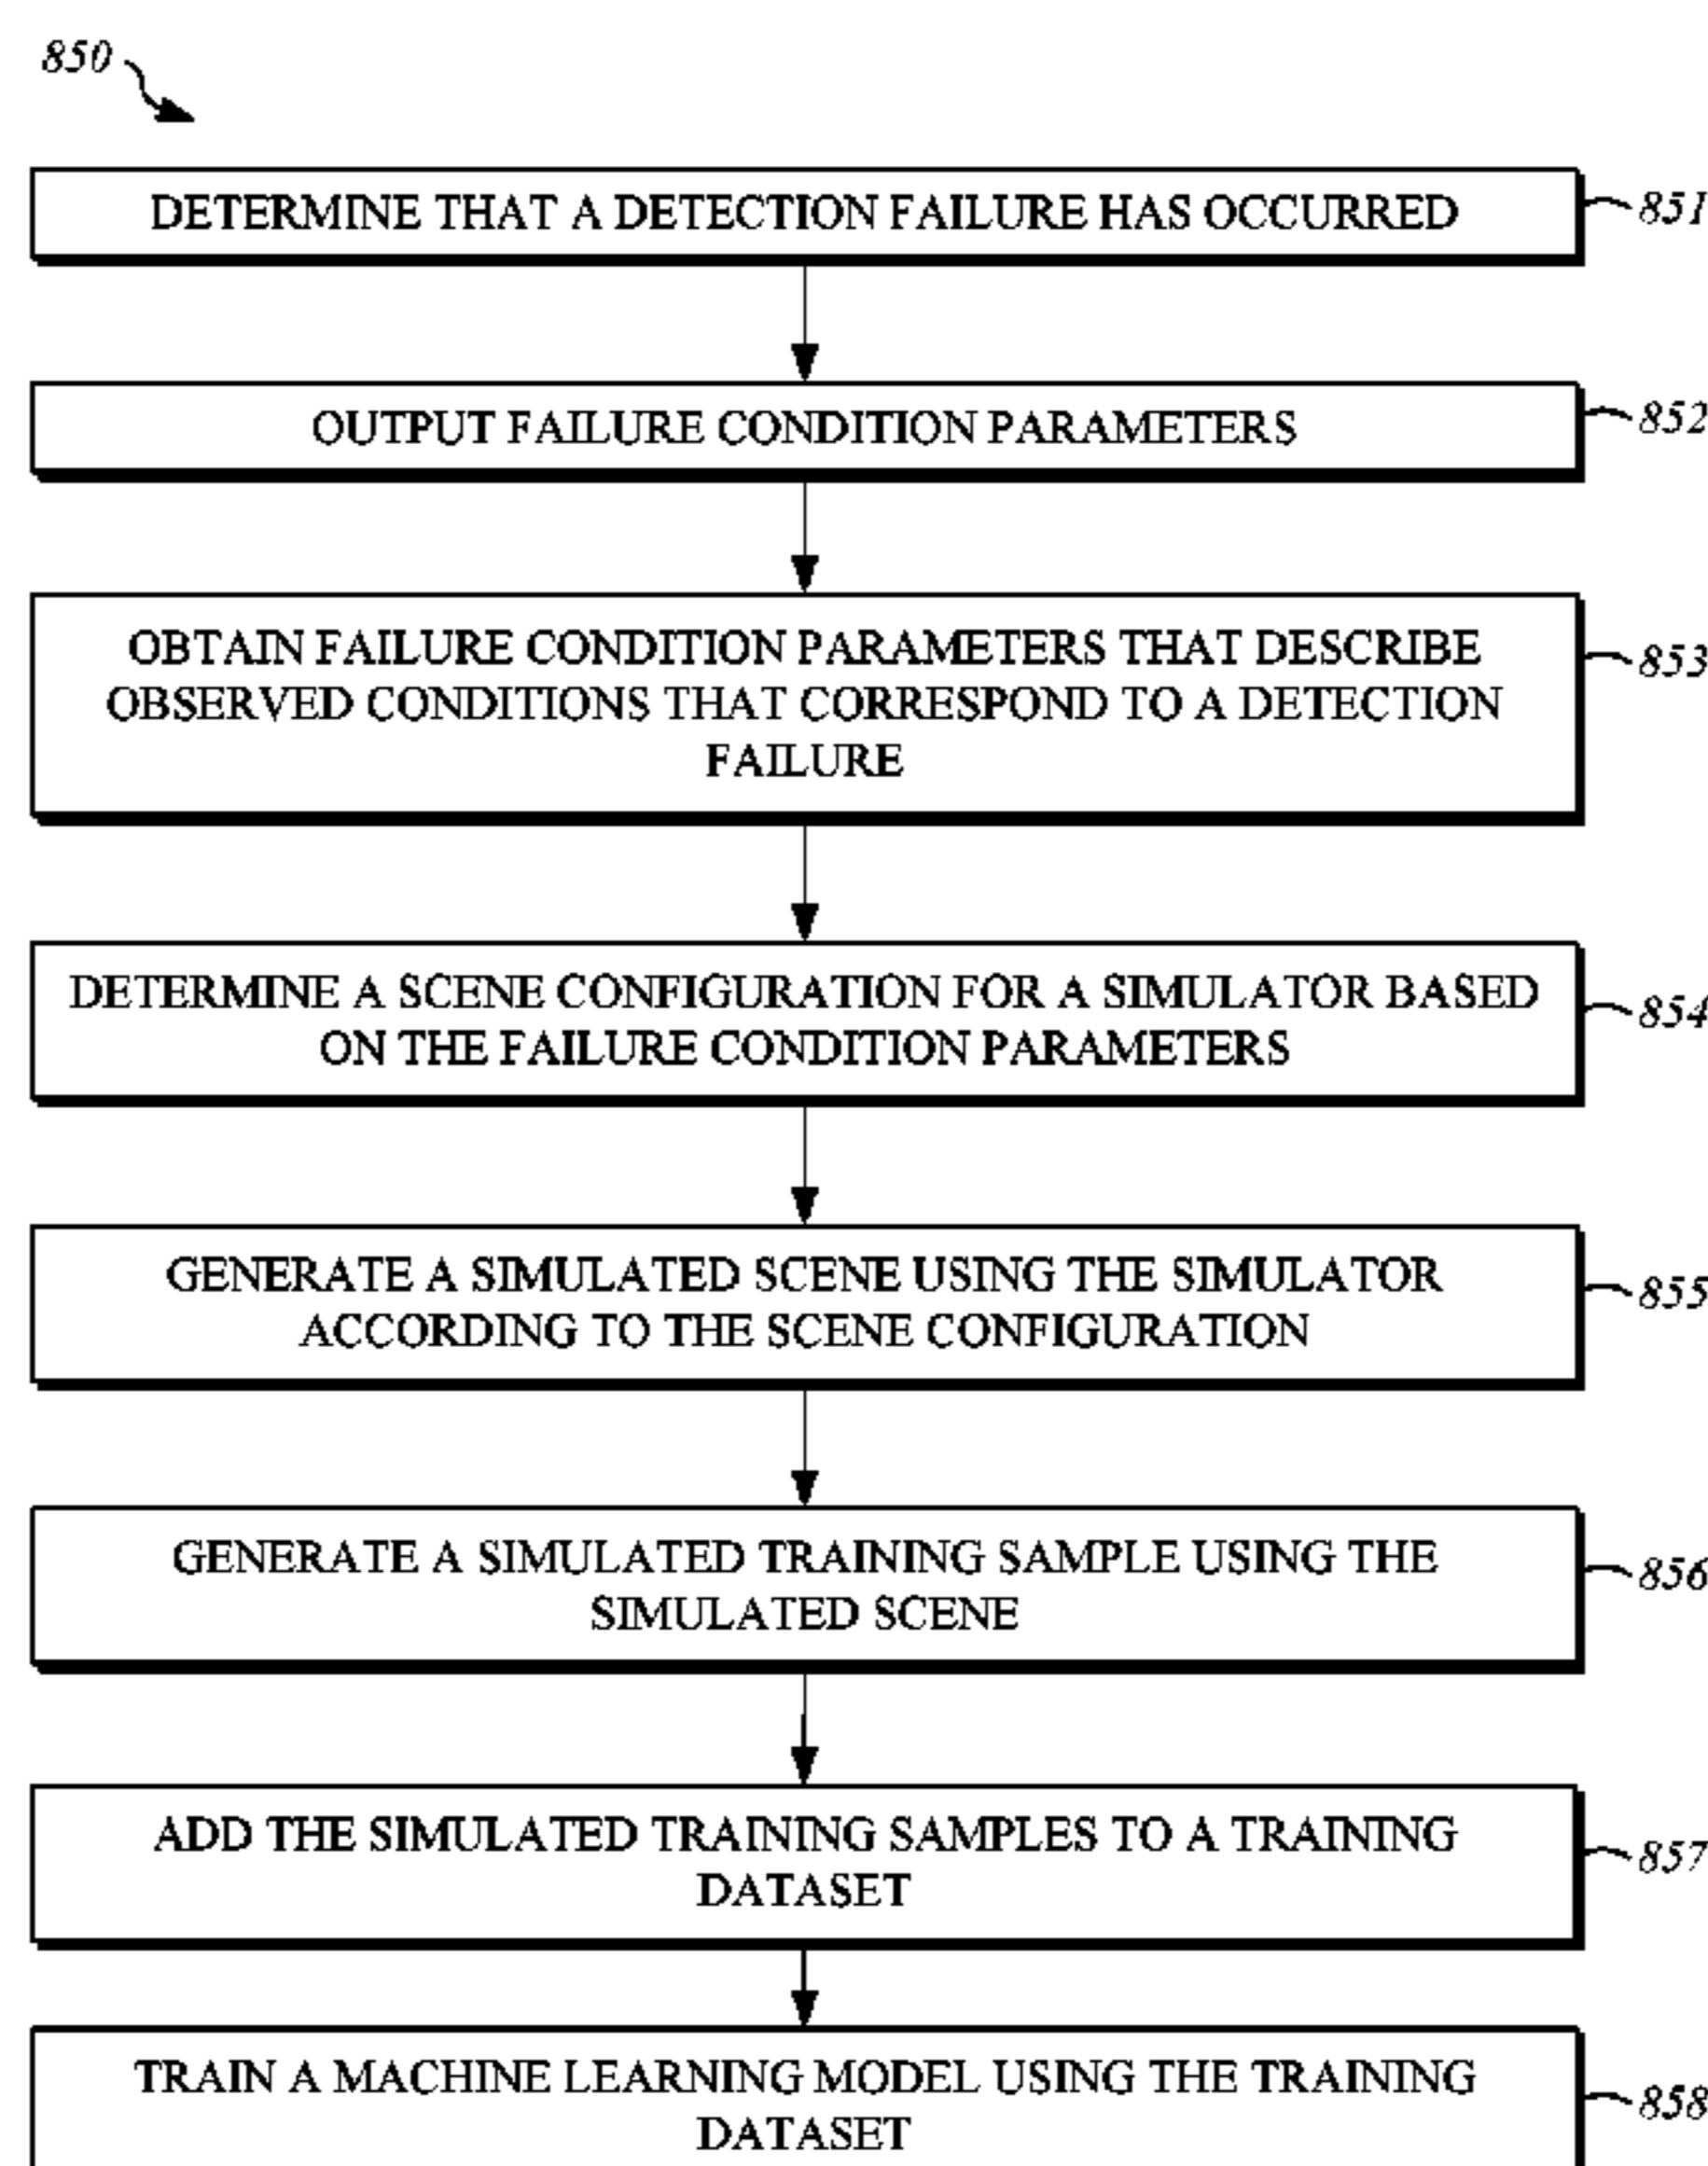 850
DETERMINE THAT A DETECTION FAILURE HAS OCCURRED
851
OUTPUT FAILURE CONDITION PARAMETERS
852
OBTAIN FAILURE CONDITION PARAMETERS THAT DESCRIBE
OBSERVED CONDITIONS THAT CORRESPOND TO A DETECTION
FAILURE
853
DETERMINE A SCENE CONFIGURATION FOR A SIMULATOR BASED
ON THE FAILURE CONDITION PARAMETERS
854
GENERATE A SIMULATED SCENE USING THE SIMULATOR
ACCORDING TO THE SCENE CONFIGURATION
855
GENERATE A SIMULATED TRAINING SAMPLE USING THE
SIMULATED SCENE
856
ADD THE SIMULATED TRAINING SAMPLES TO A TRAINING
DATASET
857
TRAIN A MACHINE LEARNING MODEL USING THE TRAINING
DATASET
858